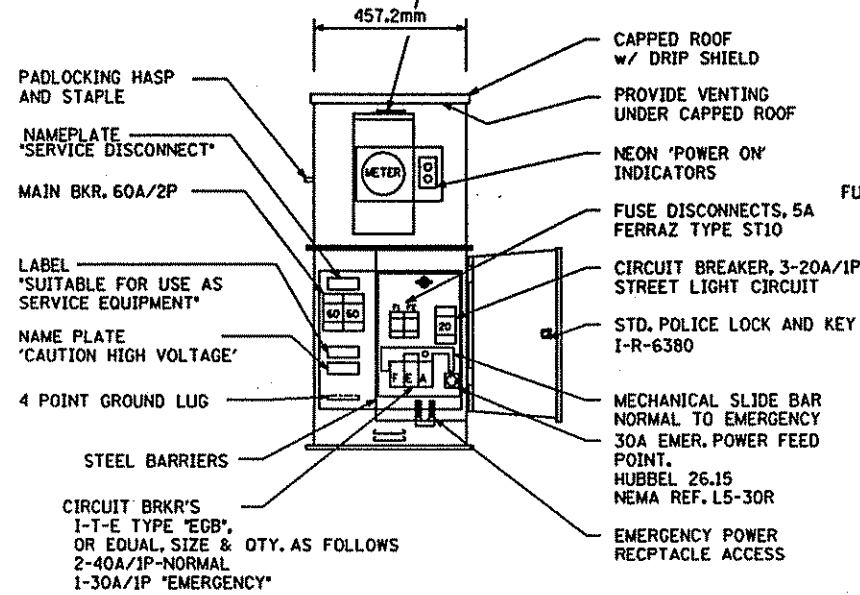 457.2mm
PADLOCKING HASP
AND STAPLE
NAMEPLATE
"SERVICE DISCONNECT"
MAIN BKR. 60A/2P
LABEL
"SUITABLE FOR USE AS
SERVICE EQUIPMENT"
NAME PLATE
'CAUTION HIGH VOLTAGE'
4 POINT GROUND LUG
STEEL BARRIERS
CIRCUIT BRKR'S
I-T-E TYPE "EGB",
OR EQUAL, SIZE & QTY. AS FOLLOWS
2-40A/1P-NORMAL
1-30A/1P "EMERGENCY"
METER
60 60
20
F E A
CAPPED ROOF
w/ DRIP SHIELD
PROVIDE VENTING
UNDER CAPPED ROOF
NEON 'POWER ON'
INDICATORS
FU
FUSE DISCONNECTS, 5A
FERRAZ TYPE ST10
CIRCUIT BREAKER, 3-20A/1P
STREET LIGHT CIRCUIT
STD. POLICE LOCK AND KEY
I-R-6380
MECHANICAL SLIDE BAR
NORMAL TO EMERGENCY
30A EMER. POWER FEED
POINT.
HUBBEL 26.15
NEMA REF. L5-30R
EMERGENCY POWER
RECPTACLE ACCESS